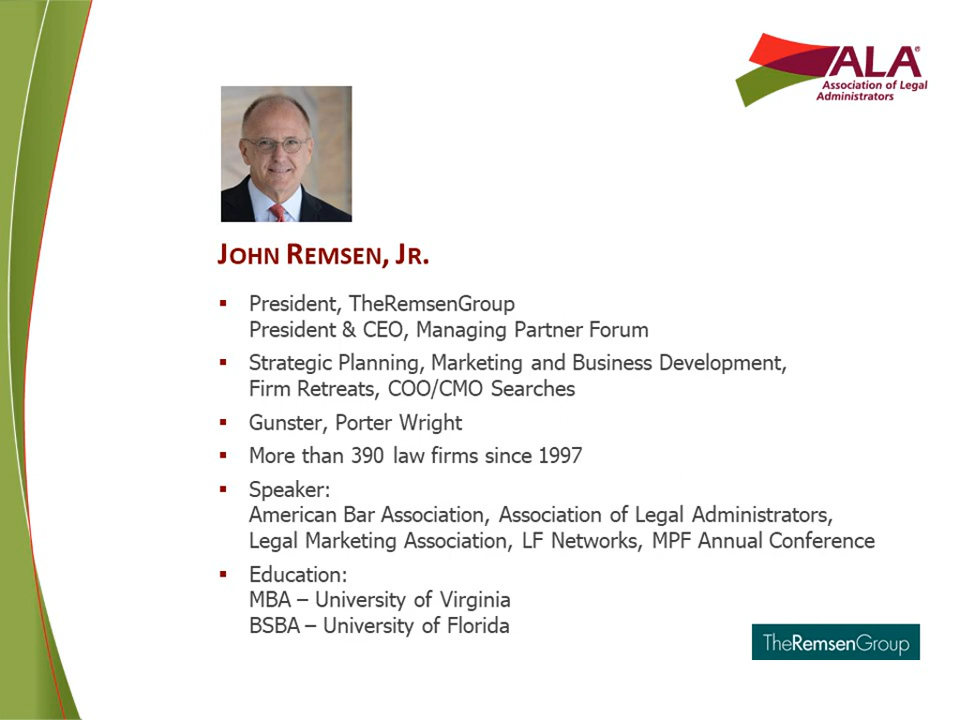 ALA®
Association of Legal
Administrators
JOHN REMSEN, JR.
▪ President, TheRemsenGroup
President & CEO, Managing Partner Forum
▪ Strategic Planning, Marketing and Business Development,
Firm Retreats, COO/CMO Searches
▪ Gunster, Porter Wright
▪ More than 390 law firms since 1997
▪ Speaker:
American Bar Association, Association of Legal Administrators,
Legal Marketing Association, LF Networks, MPF Annual Conference
▪ Education:
MBA – University of Virginia
BSBA – University of Florida
TheRemsenGroup